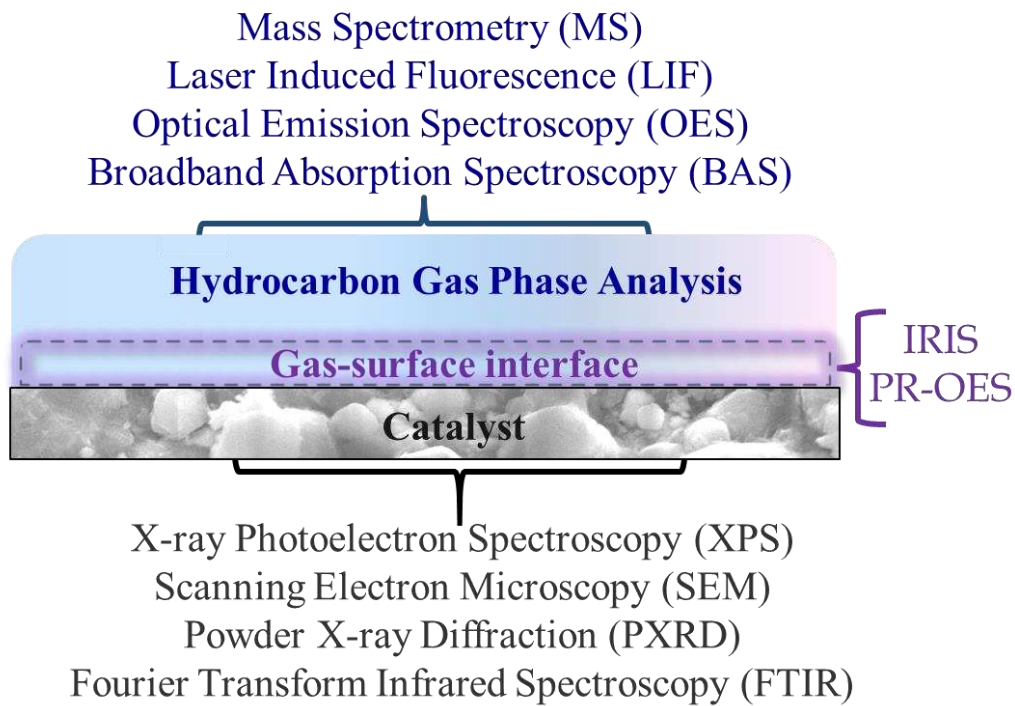 Mass Spectrometry (MS)
Laser Induced Fluorescence (LIF)
Optical Emission Spectroscopy (OES)
Broadband Absorption Spectroscopy (BAS)
Hydrocarbon Gas Phase Analysis
Gas-surface interface
IRIS
PR-OES
Catalyst
X-ray Photoelectron Spectroscopy (XPS)
Scanning Electron Microscopy (SEM)
Powder X-ray Diffraction (PXRD)
Fourier Transform Infrared Spectroscopy (FTIR)